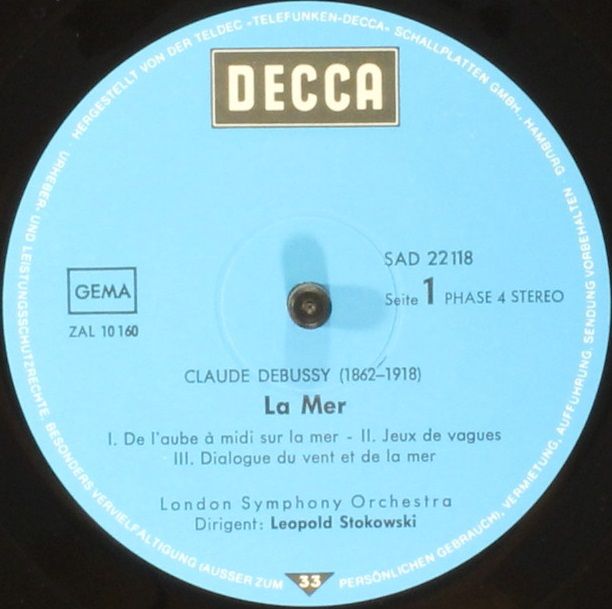 HERGESTELLT VON DER TELDEC »TELEFUNKEN-DECCA« SCHALLPLATTEN GMBH., HAMBURG ·
URHEBER- UND LEISTUNGSSCHUTZRECHTE, BESONDERS VERVIELFÄLTIGUNG (AUSSER ZUM PERSÖNLICHEN GEBRAUCH), VERMIETUNG, AUFFÜHRUNG, SENDUNG VORBEHALTEN ·
DECCA
SAD 22118
Seite 1 PHASE 4 STEREO
GEMA
ZAL 10160
CLAUDE DEBUSSY (1862–1918)
La Mer
I. De l'aube à midi sur la mer - II. Jeux de vagues
III. Dialogue du vent et de la mer
London Symphony Orchestra
Dirigent: Leopold Stokowski
33